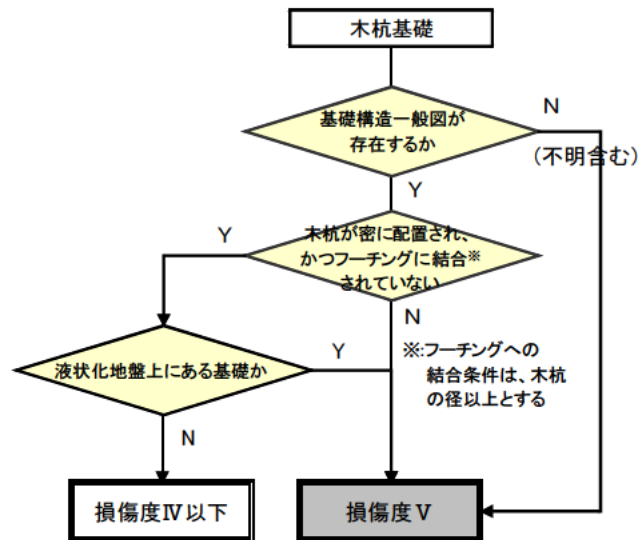 木杭基礎
基礎構造一般図が
存在するか
N
(不明含む)
Y
木杭が密に配置され、
かつフーチングに結合※
されていない
Y
N
※:フーチングへの
結合条件は、木杭
の径以上とする
液状化地盤上にある基礎か
Y
N
損傷度Ⅳ以下
損傷度Ⅴ